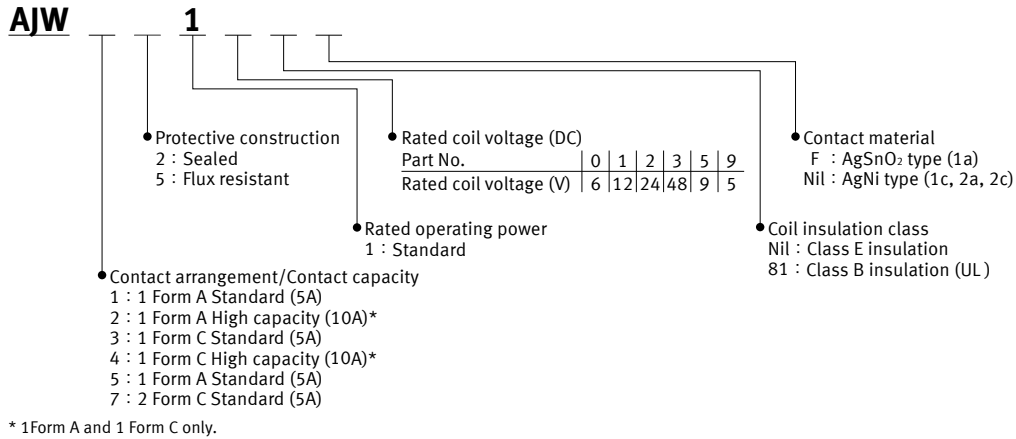 AJW 1
Protective construction
2 : Sealed
5 : Flux resistant
Rated coil voltage (DC)
Part No. 0 1 2 3 5 9
Rated coil voltage (V) 6 12 24 48 9 5
Contact material
F : AgSnO₂ type (1a)
Nil : AgNi type (1c, 2a, 2c)
Rated operating power
1 : Standard
Coil insulation class
Nil : Class E insulation
81 : Class B insulation (UL)
Contact arrangement/Contact capacity
1 : 1 Form A Standard (5A)
2 : 1 Form A High capacity (10A)*
3 : 1 Form C Standard (5A)
4 : 1 Form C High capacity (10A)*
5 : 1 Form A Standard (5A)
7 : 2 Form C Standard (5A)
* 1Form A and 1 Form C only.